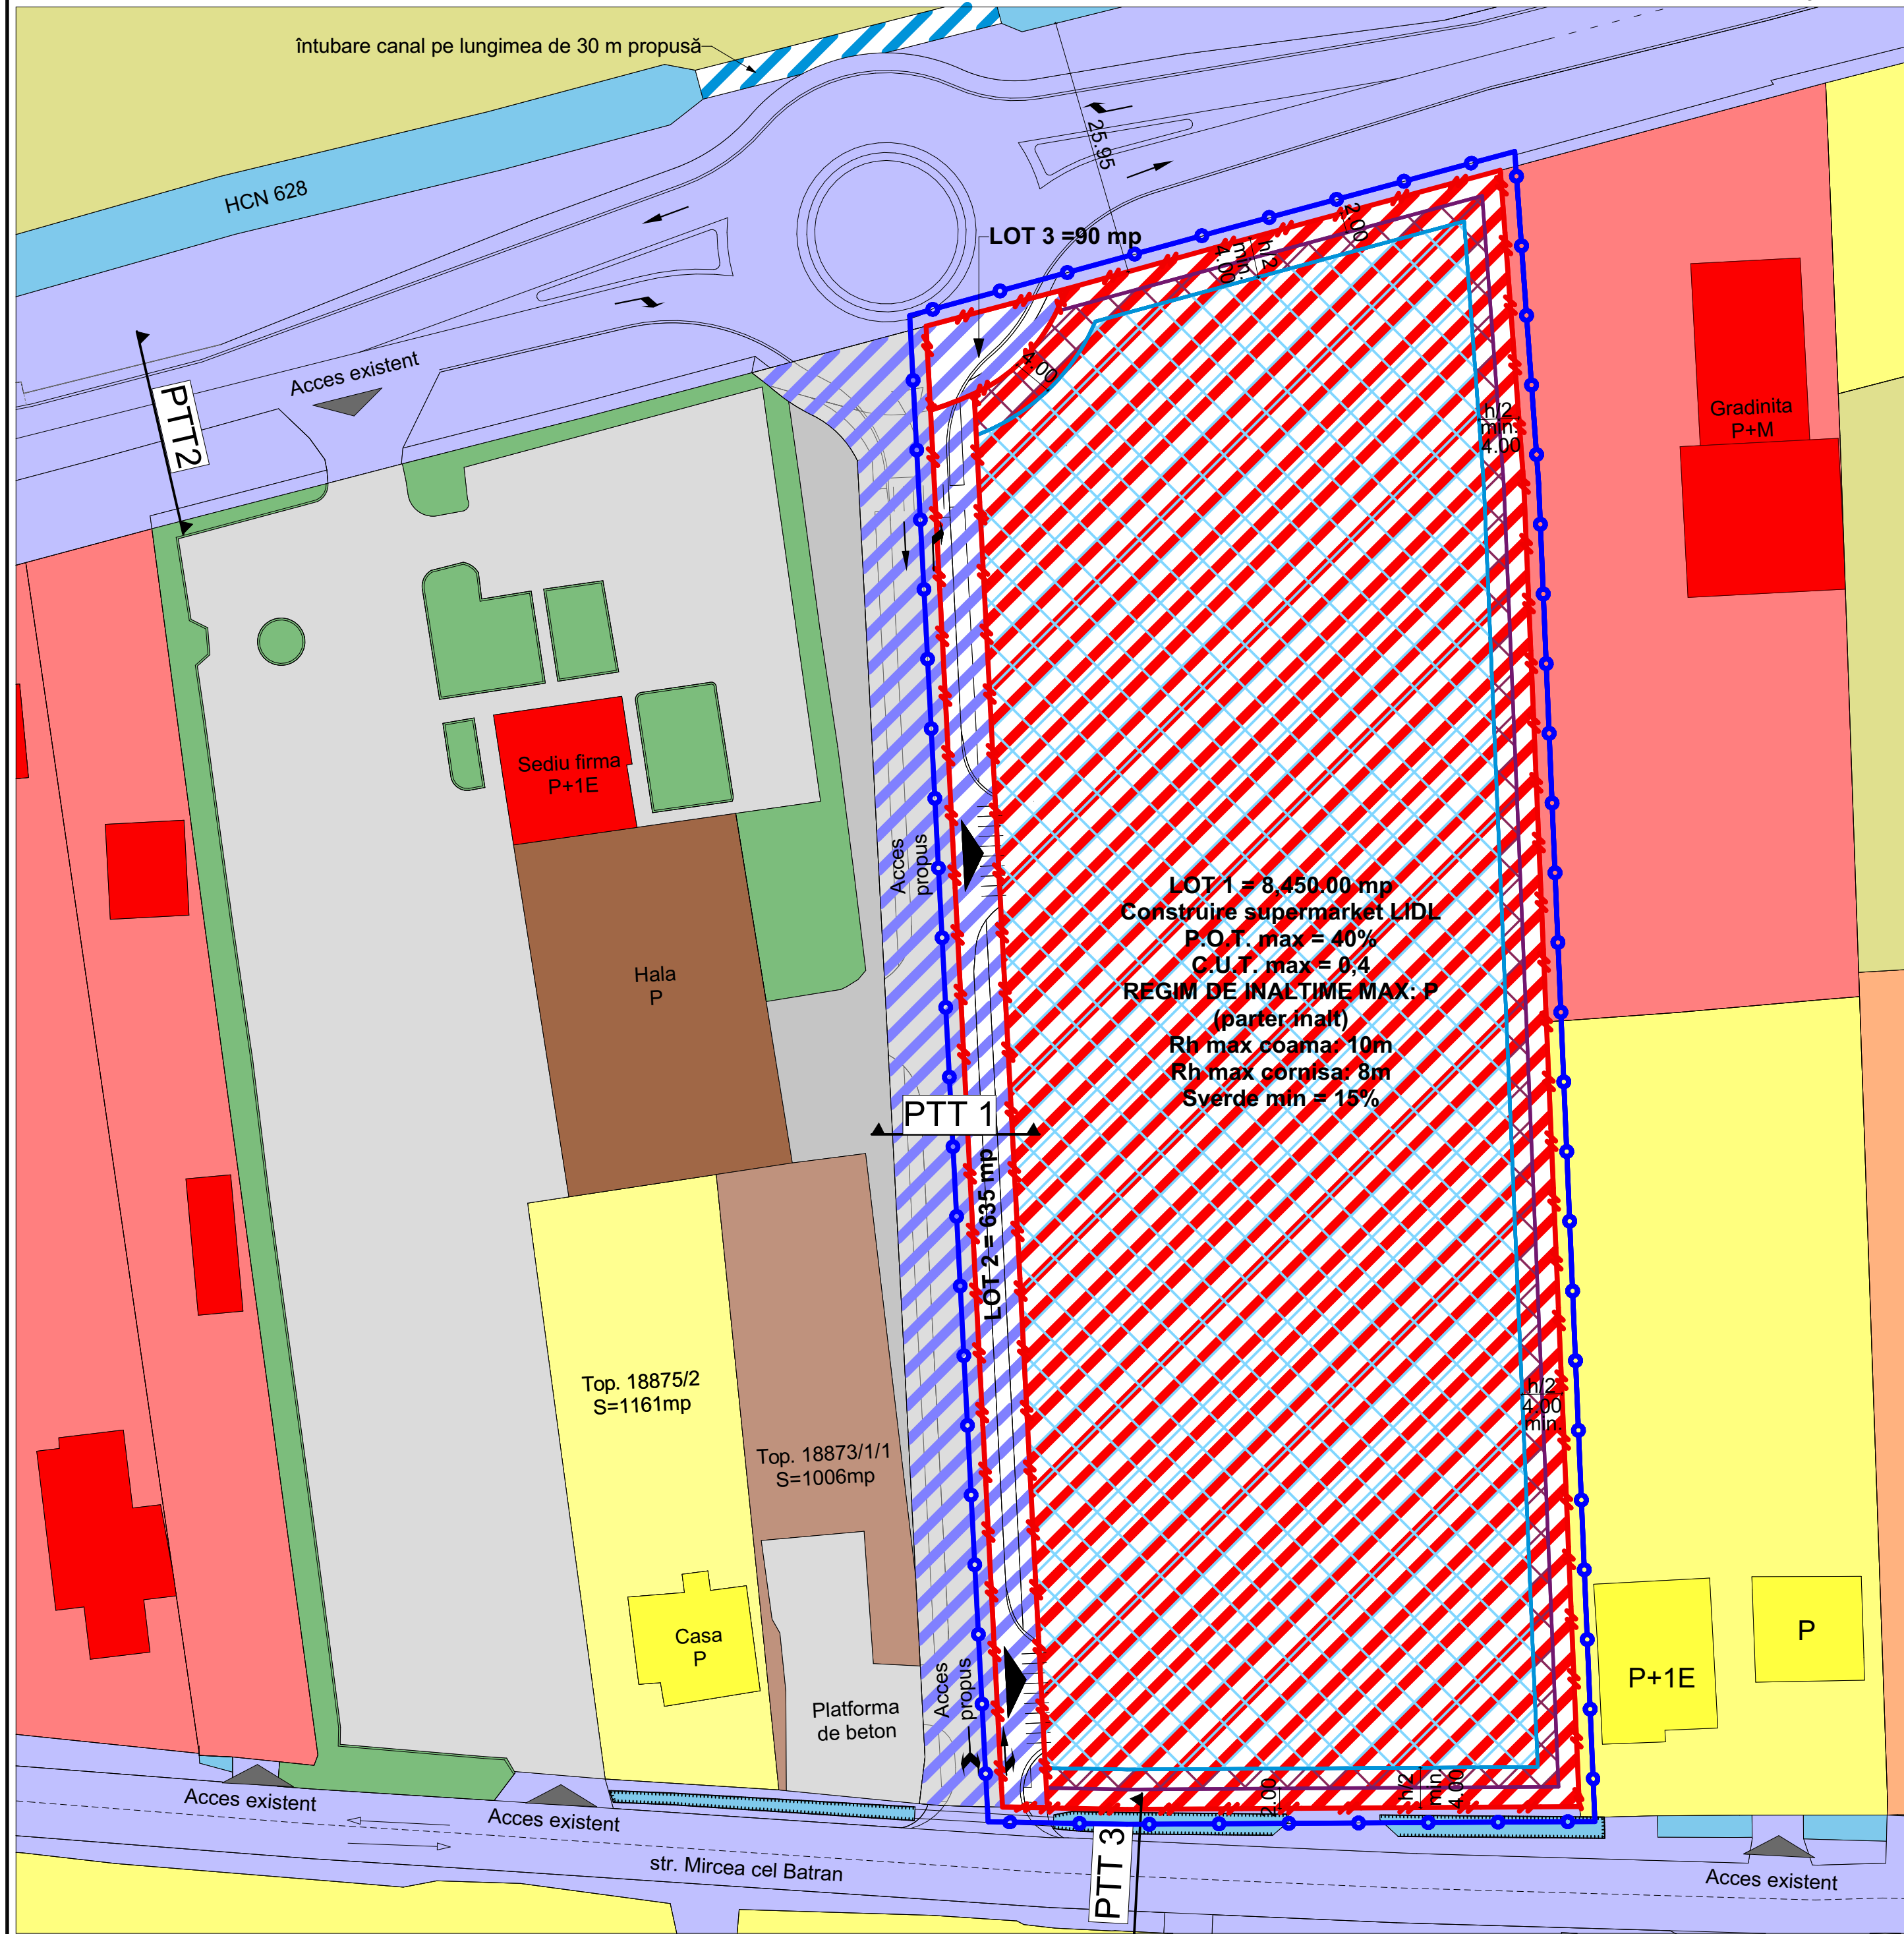 întubare canal pe lungimea de 30 m propusă
HCN 628
25.95
LOT 3 =90 mp
2.00
h/2
min.
4.00
4.00
Acces existent
PTT2
h/2
min.
4.00
Gradinita
P+M
Sediu firma
P+1E
Acces
propus
Hala
P
LOT 1 = 8,450.00 mp
Construire supermarket LIDL
P.O.T. max = 40%
C.U.T. max = 0,4
REGIM DE INALTIME MAX: P
(parter inalt)
Rh max coama: 10m
Rh max cornisa: 8m
Sverde min = 15%
PTT 1
LOT 2 = 635 mp
Top. 18875/2
S=1161mp
Top. 18873/1/1
S=1006mp
h/2
4.00
min.
Casa
P
Platforma
de beton
Acces
propus
P+1E
P
2.00
h/2
min.
4.00
Acces existent
Acces existent
str. Mircea cel Batran
PTT 3
Acces existent